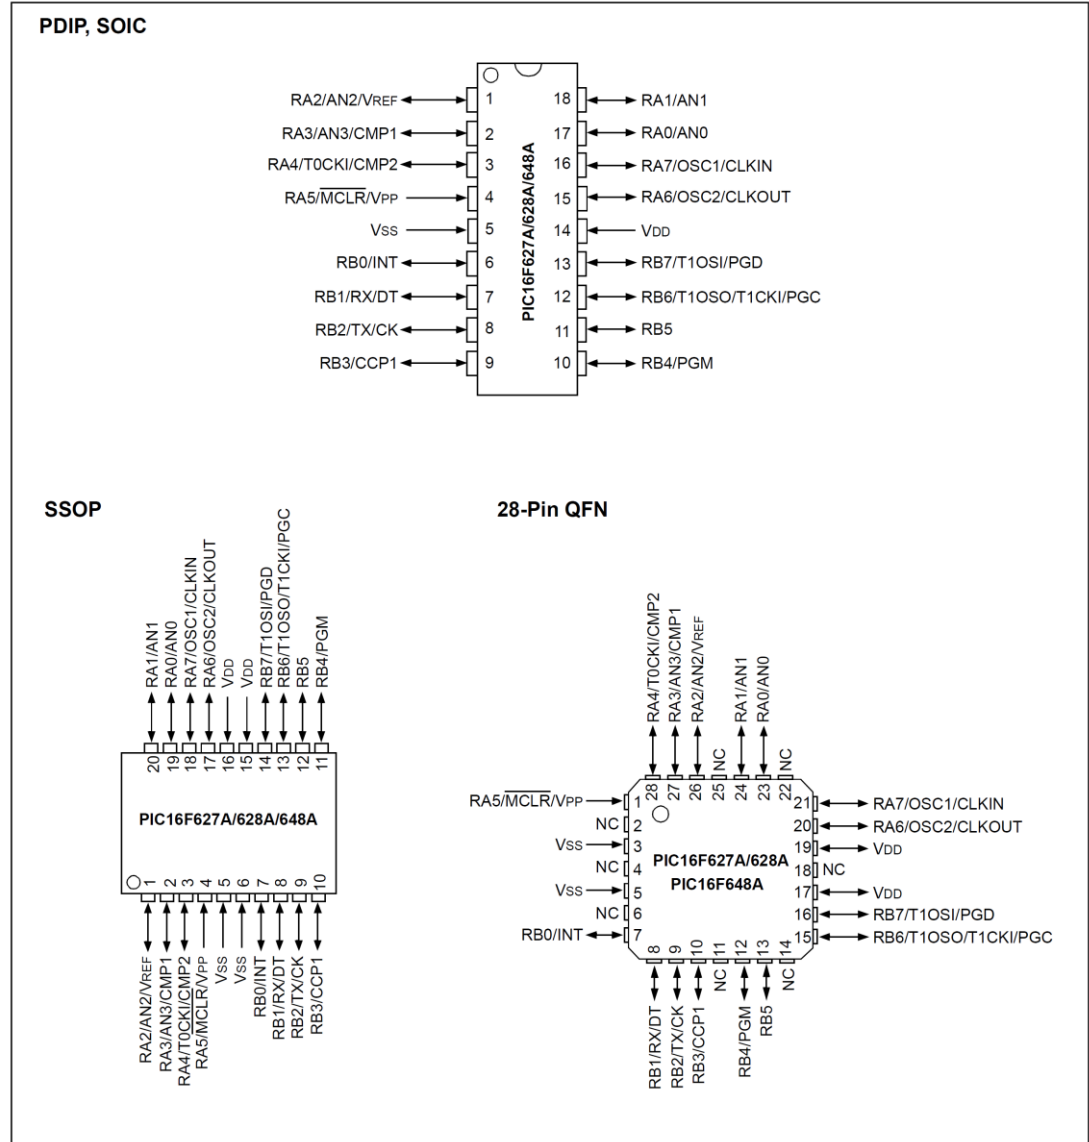 PDIP, SOIC
RA2/AN2/VREF 1 18 RA1/AN1
RA3/AN3/CMP1 2 17 RA0/AN0
RA4/T0CKI/CMP2 3 16 RA7/OSC1/CLKIN
RA5/MCLR/VPP 4 15 RA6/OSC2/CLKOUT
VSS 5 14 VDD
RB0/INT 6 13 RB7/T1OSI/PGD
RB1/RX/DT 7 12 RB6/T1OSO/T1CKI/PGC
RB2/TX/CK 8 11 RB5
RB3/CCP1 9 10 RB4/PGM
PIC16F627A/628A/648A
SSOP
RA1/AN1
RA0/AN0
RA7/OSC1/CLKIN
RA6/OSC2/CLKOUT
VDD
VDD
RB7/T1OSI/PGD
RB6/T1OSO/T1CKI/PGC
RB5
RB4/PGM
20 19 18 17 16 15 14 13 12 11
PIC16F627A/628A/648A
1 2 3 4 5 6 7 8 9 10
RA2/AN2/VREF
RA3/AN3/CMP1
RA4/T0CKI/CMP2
RA5/MCLR/VPP
VSS
VSS
RB0/INT
RB1/RX/DT
RB2/TX/CK
RB3/CCP1
28-Pin QFN
RA4/T0CKI/CMP2
RA3/AN3/CMP1
RA2/AN2/VREF
NC
RA1/AN1
RA0/AN0
NC
28 27 26 25 24 23 22
RA5/MCLR/VPP 1 21 RA7/OSC1/CLKIN
NC 2 20 RA6/OSC2/CLKOUT
VSS 3 19 VDD
NC 4 18 NC
VSS 5 17 VDD
NC 6 16 RB7/T1OSI/PGD
RB0/INT 7 15 RB6/T1OSO/T1CKI/PGC
PIC16F627A/628A
PIC16F648A
8 9 10 11 12 13 14
RB1/RX/DT
RB2/TX/CK
RB3/CCP1
NC
RB4/PGM
RB5
NC